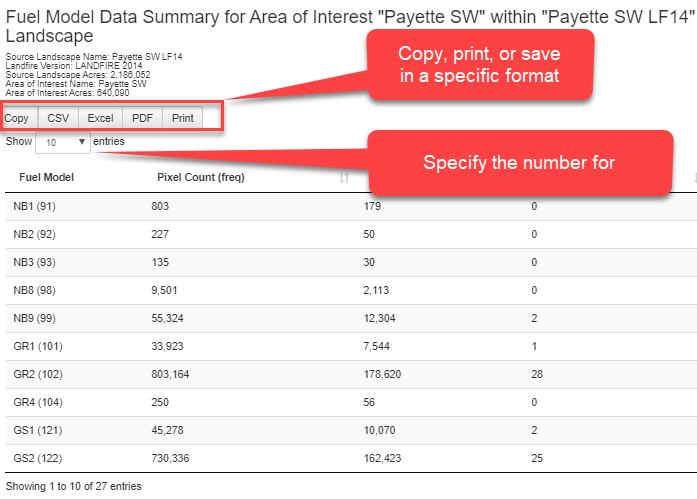 Fuel Model Data Summary for Area of Interest "Payette SW" within "Payette SW LF14"
Landscape
Source Landscape Name: Payette SW LF14
Landfire Version: LANDFIRE 2014
Source Landscape Acres: 2,186,052
Area of Interest Name: Payette SW
Area of Interest Acres: 640,090
Copy, print, or save
in a specific format
Copy CSV Excel PDF Print
Show 10 entries
Specify the number for
Fuel Model Pixel Count (freq)
NB1 (91) 803 179 0
NB2 (92) 227 50 0
NB3 (93) 135 30 0
NB8 (98) 9,501 2,113 0
NB9 (99) 55,324 12,304 2
GR1 (101) 33,923 7,544 1
GR2 (102) 803,164 178,620 28
GR4 (104) 250 56 0
GS1 (121) 45,278 10,070 2
GS2 (122) 730,336 162,423 25
Showing 1 to 10 of 27 entries